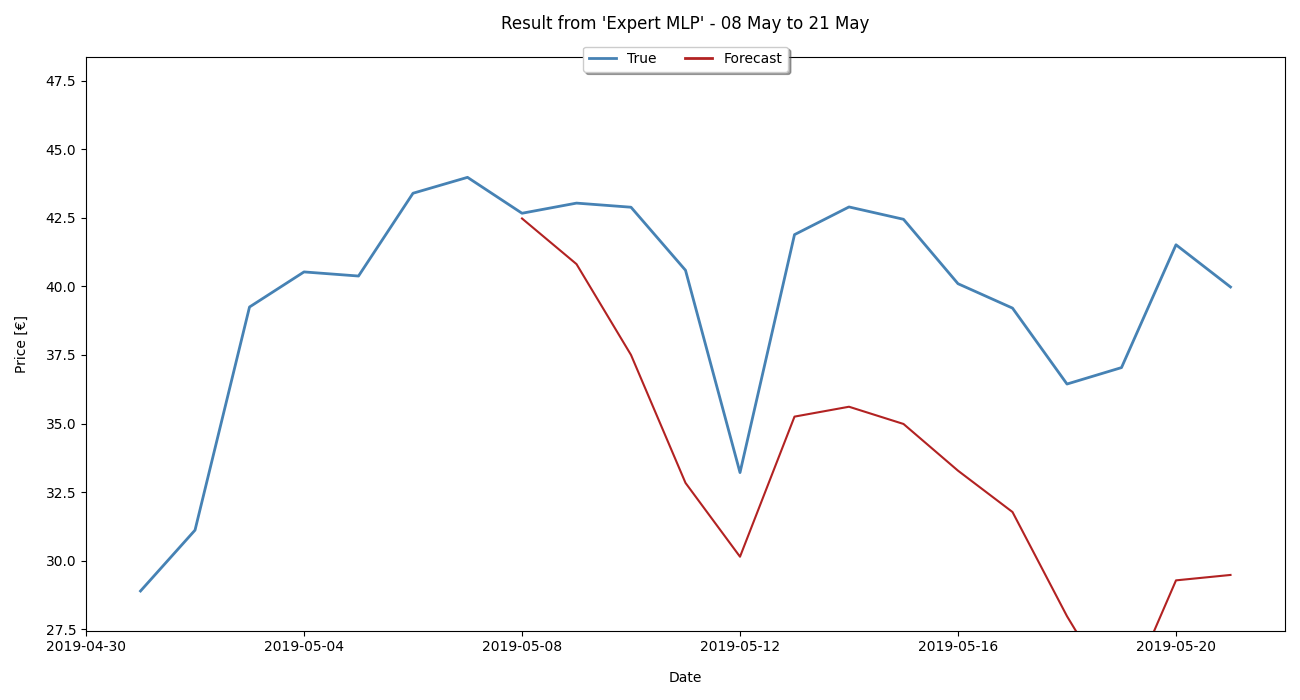 Result from 'Expert MLP' - 08 May to 21 May
True Forecast
47.5
45.0
42.5
40.0
37.5
35.0
32.5
30.0
27.5
Price [€]
2019-04-30 2019-05-04 2019-05-08 2019-05-12 2019-05-16 2019-05-20
Date